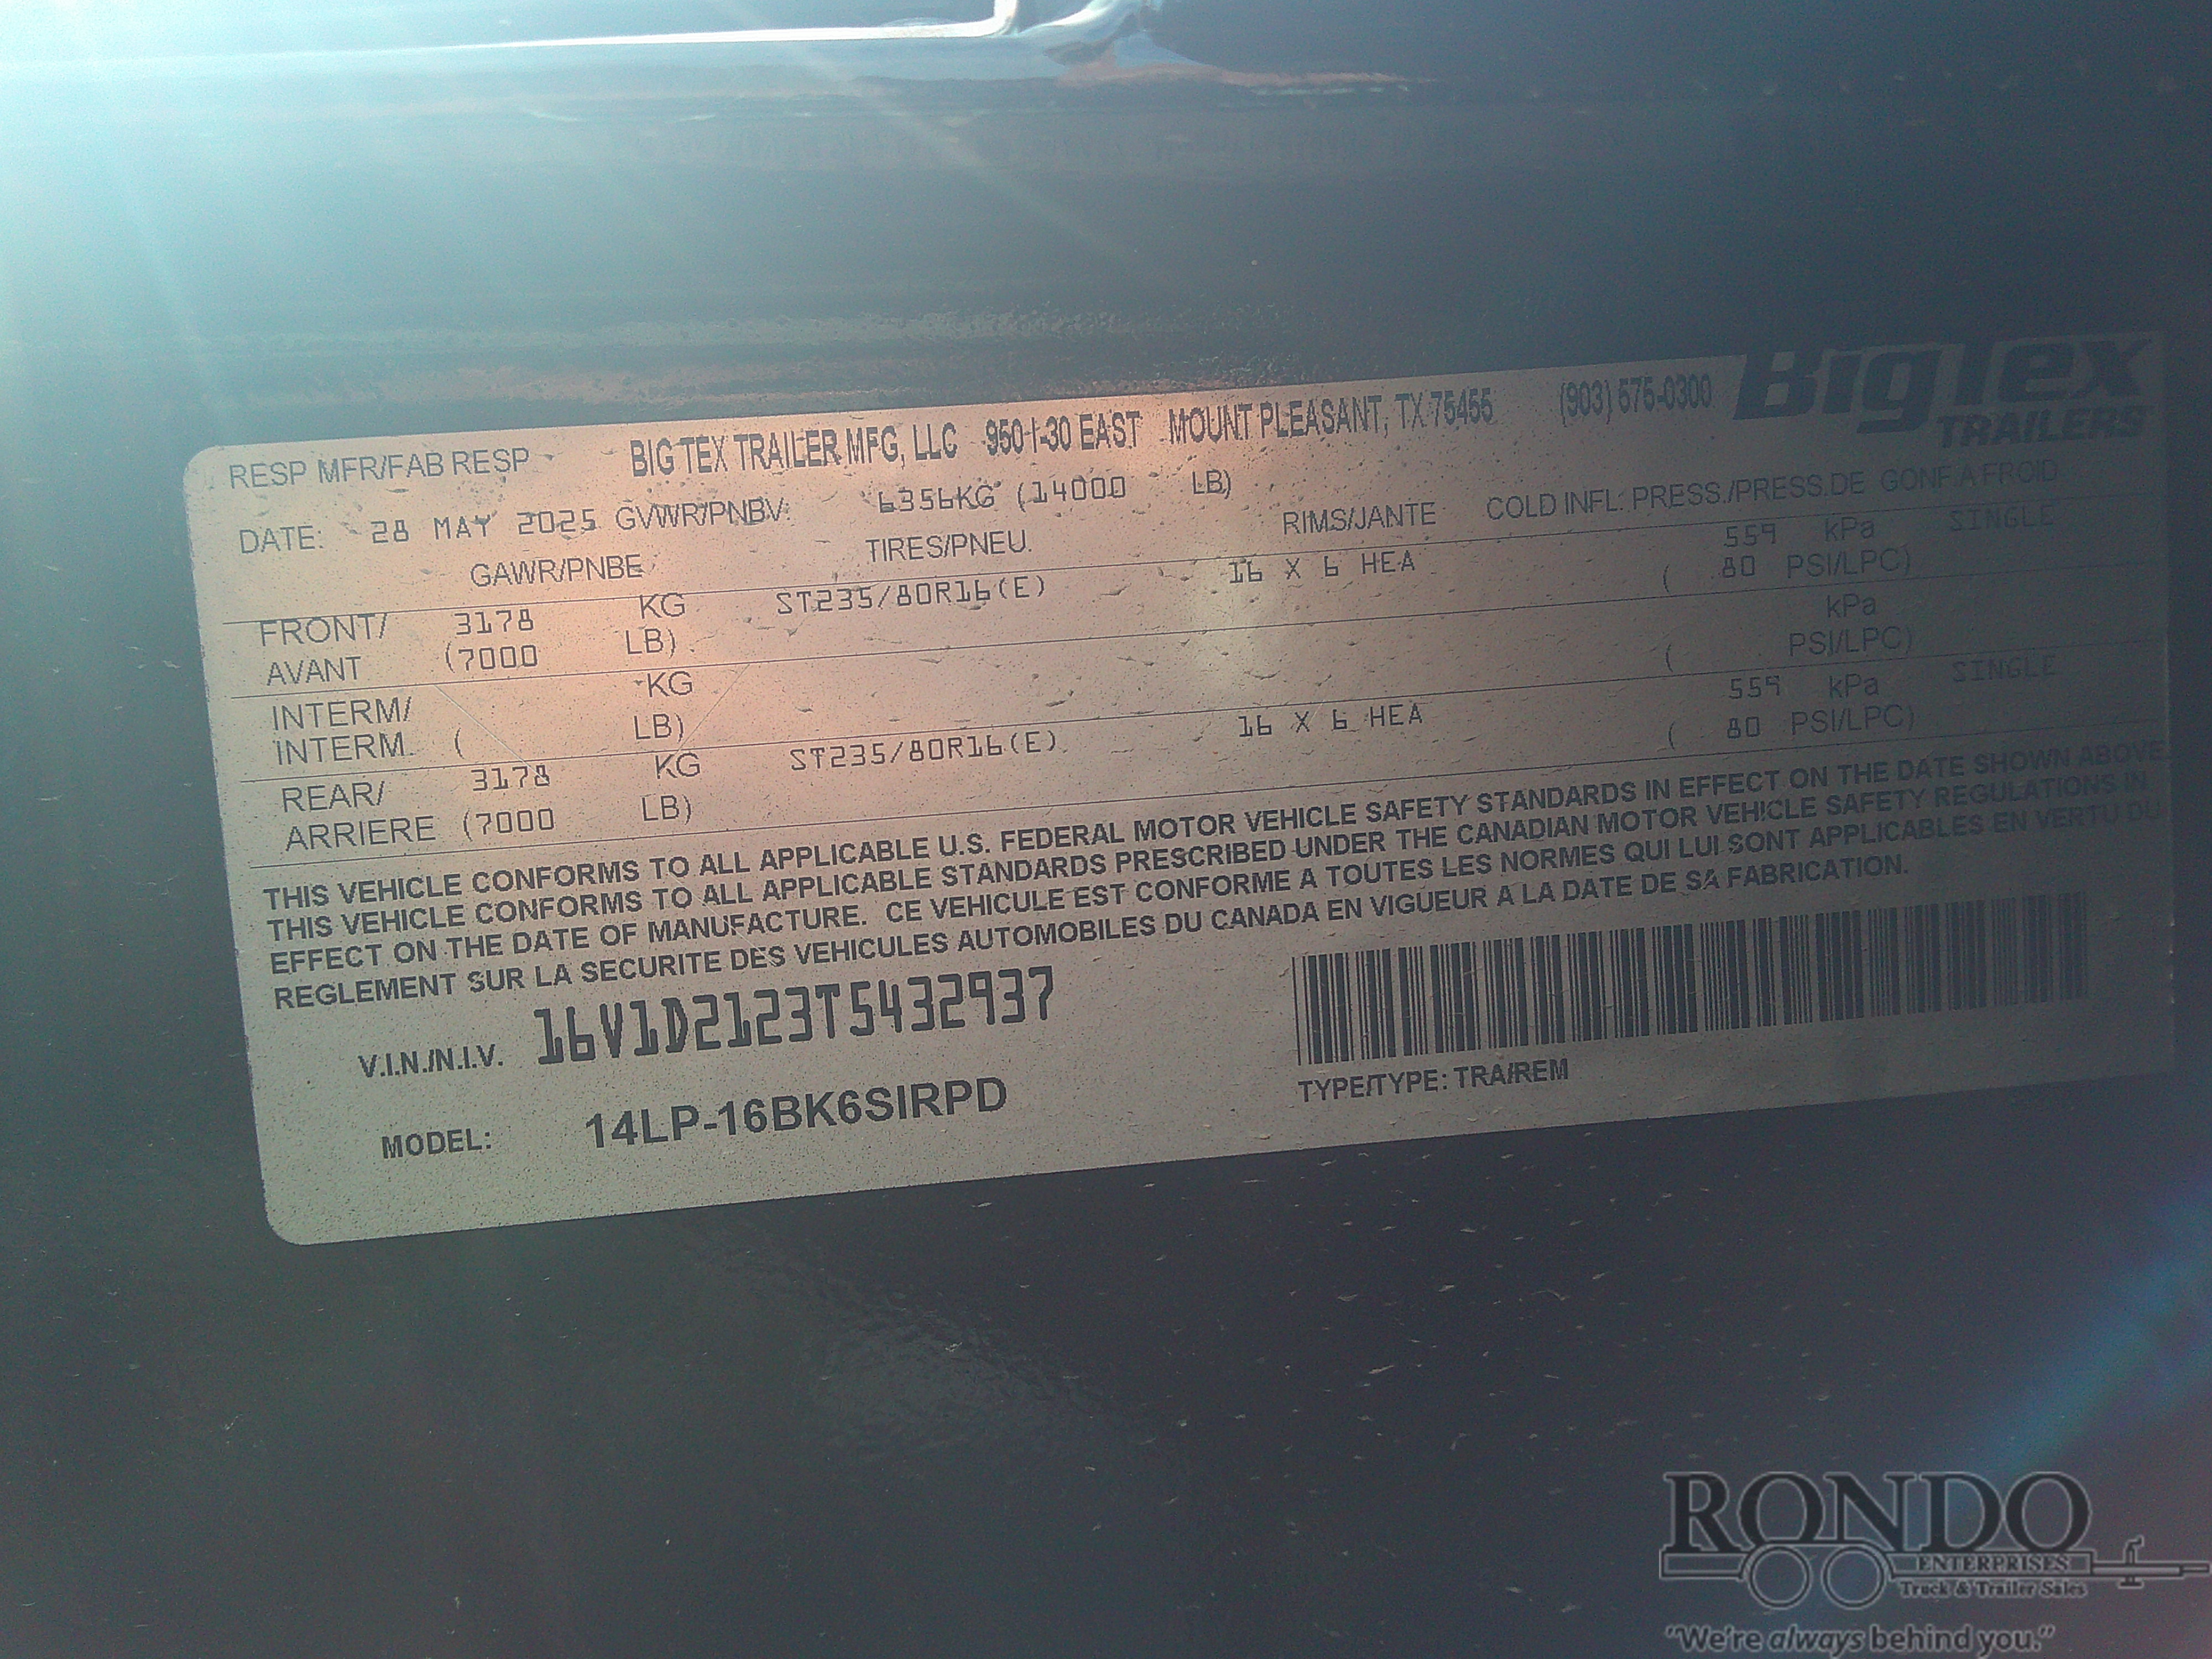 BigTex
TRAILERS
RESP MFR/FAB RESP BIG TEX TRAILER MFG, LLC 950 I-30 EAST MOUNT PLEASANT, TX 75455 (903) 575-0300
DATE: 28 MAY 2025 GVWR/PNBV: 6356KG (14000 LB)
GAWR/PNBE TIRES/PNEU. RIMS/JANTE COLD INFL. PRESS./PRESS.DE GONF.A FROID
FRONT/ 3178 KG ST235/80R16(E) 16 X 6 HEA 559 kPa SINGLE
AVANT (7000 LB) ( 80 PSI/LPC)
INTERM/ KG kPa
INTERM. ( LB) ( PSI/LPC)
REAR/ 3178 KG ST235/80R16(E) 16 X 6 HEA 559 kPa SINGLE
ARRIERE (7000 LB) ( 80 PSI/LPC)
THIS VEHICLE CONFORMS TO ALL APPLICABLE U.S. FEDERAL MOTOR VEHICLE SAFETY STANDARDS IN EFFECT ON THE DATE SHOWN ABOVE
THIS VEHICLE CONFORMS TO ALL APPLICABLE STANDARDS PRESCRIBED UNDER THE CANADIAN MOTOR VEHICLE SAFETY REGULATIONS IN
EFFECT ON THE DATE OF MANUFACTURE. CE VEHICULE EST CONFORME A TOUTES LES NORMES QUI LUI SONT APPLICABLES EN VERTU DU
REGLEMENT SUR LA SECURITE DES VEHICULES AUTOMOBILES DU CANADA EN VIGUEUR A LA DATE DE SA FABRICATION.
V.I.N./N.I.V. 16V1D2123T5432937
TYPE/TYPE: TRA/REM
MODEL: 14LP-16BK6SIRPD
RONDO
ENTERPRISES
Truck & Trailer Sales
"We're always behind you."